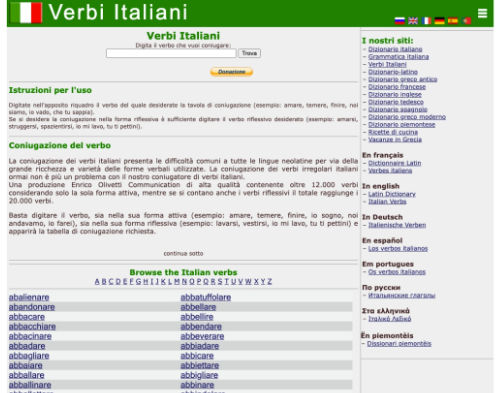 Verbi Italiani
Verbi Italiani
Digita il verbo che vuoi coniugare:
Trova
Donazione
Istruzioni per l'uso
Digitate nell'apposito riquadro il verbo del quale desiderate la tavola di coniugazione (esempio: amare, temere, finire, noi
siamo, io vado, che tu sappia).
Se si desidera la coniugazione nella forma riflessiva è sufficiente digitare il verbo riflessivo desiderato (esempio: amarsi,
struggersi, spazientirsi, io mi lavo, tu ti pettini).
Coniugazione del verbo
La coniugazione dei verbi italiani presenta le difficoltà comuni a tutte le lingue neolatine per via della
grande ricchezza e varietà delle forme verbali utilizzate. La coniugazione dei verbi irregolari italiani
ormai non è più un problema con il nostro coniugatore di verbi italiani.
Una produzione Enrico Olivetti Communication di alta qualità contenente oltre 12.000 verbi
considerando solo la sola forma attiva, mentre se si contano anche i verbi riflessivi il totale raggiunge i
20.000 verbi.
Basta digitare il verbo, sia nella sua forma attiva (esempio: amare, temere, finire, io sogno, noi
andavamo, io farei), sia nella sua forma riflessiva (esempio: lavarsi, vestirsi, io mi lavo, tu ti pettini) e
apparirà la tabella di coniugazione richiesta.
continua sotto
Browse the Italian verbs
A B C D E F G H I J K L M N O P Q R S T U V W X Y Z
abalienare abbatuffolare
abandonare abbellare
abbacare abbellire
abbacchiare abbendare
abbacinare abbeverare
abbadare abbiadare
abbagliare abbicare
abbaiare abbiettare
abballare abbigliare
abballinare abbinare
I nostri siti:
- Dizionario italiano
- Grammatica italiana
- Verbi Italiani
- Dizionario-latino
- Dizionario greco antico
- Dizionario francese
- Dizionario inglese
- Dizionario tedesco
- Dizionario spagnolo
- Dizionario greco moderno
- Dizionario piemontese
- Ricette di cucina
- Vacanze in Grecia
En français
- Dictionnaire Latin
- Verbes italiens
In english
- Latin Dictionary
- Italian Verbs
In Deutsch
- Italienische Verben
En español
- Los verbos italianos
Em portugues
- Os verbos italianos
По русски
- Итальянские глаголы
Στα ελληνικά
- Ιταλικό Λεξικό
Ën piemontèis
- Dissionari piemontèis